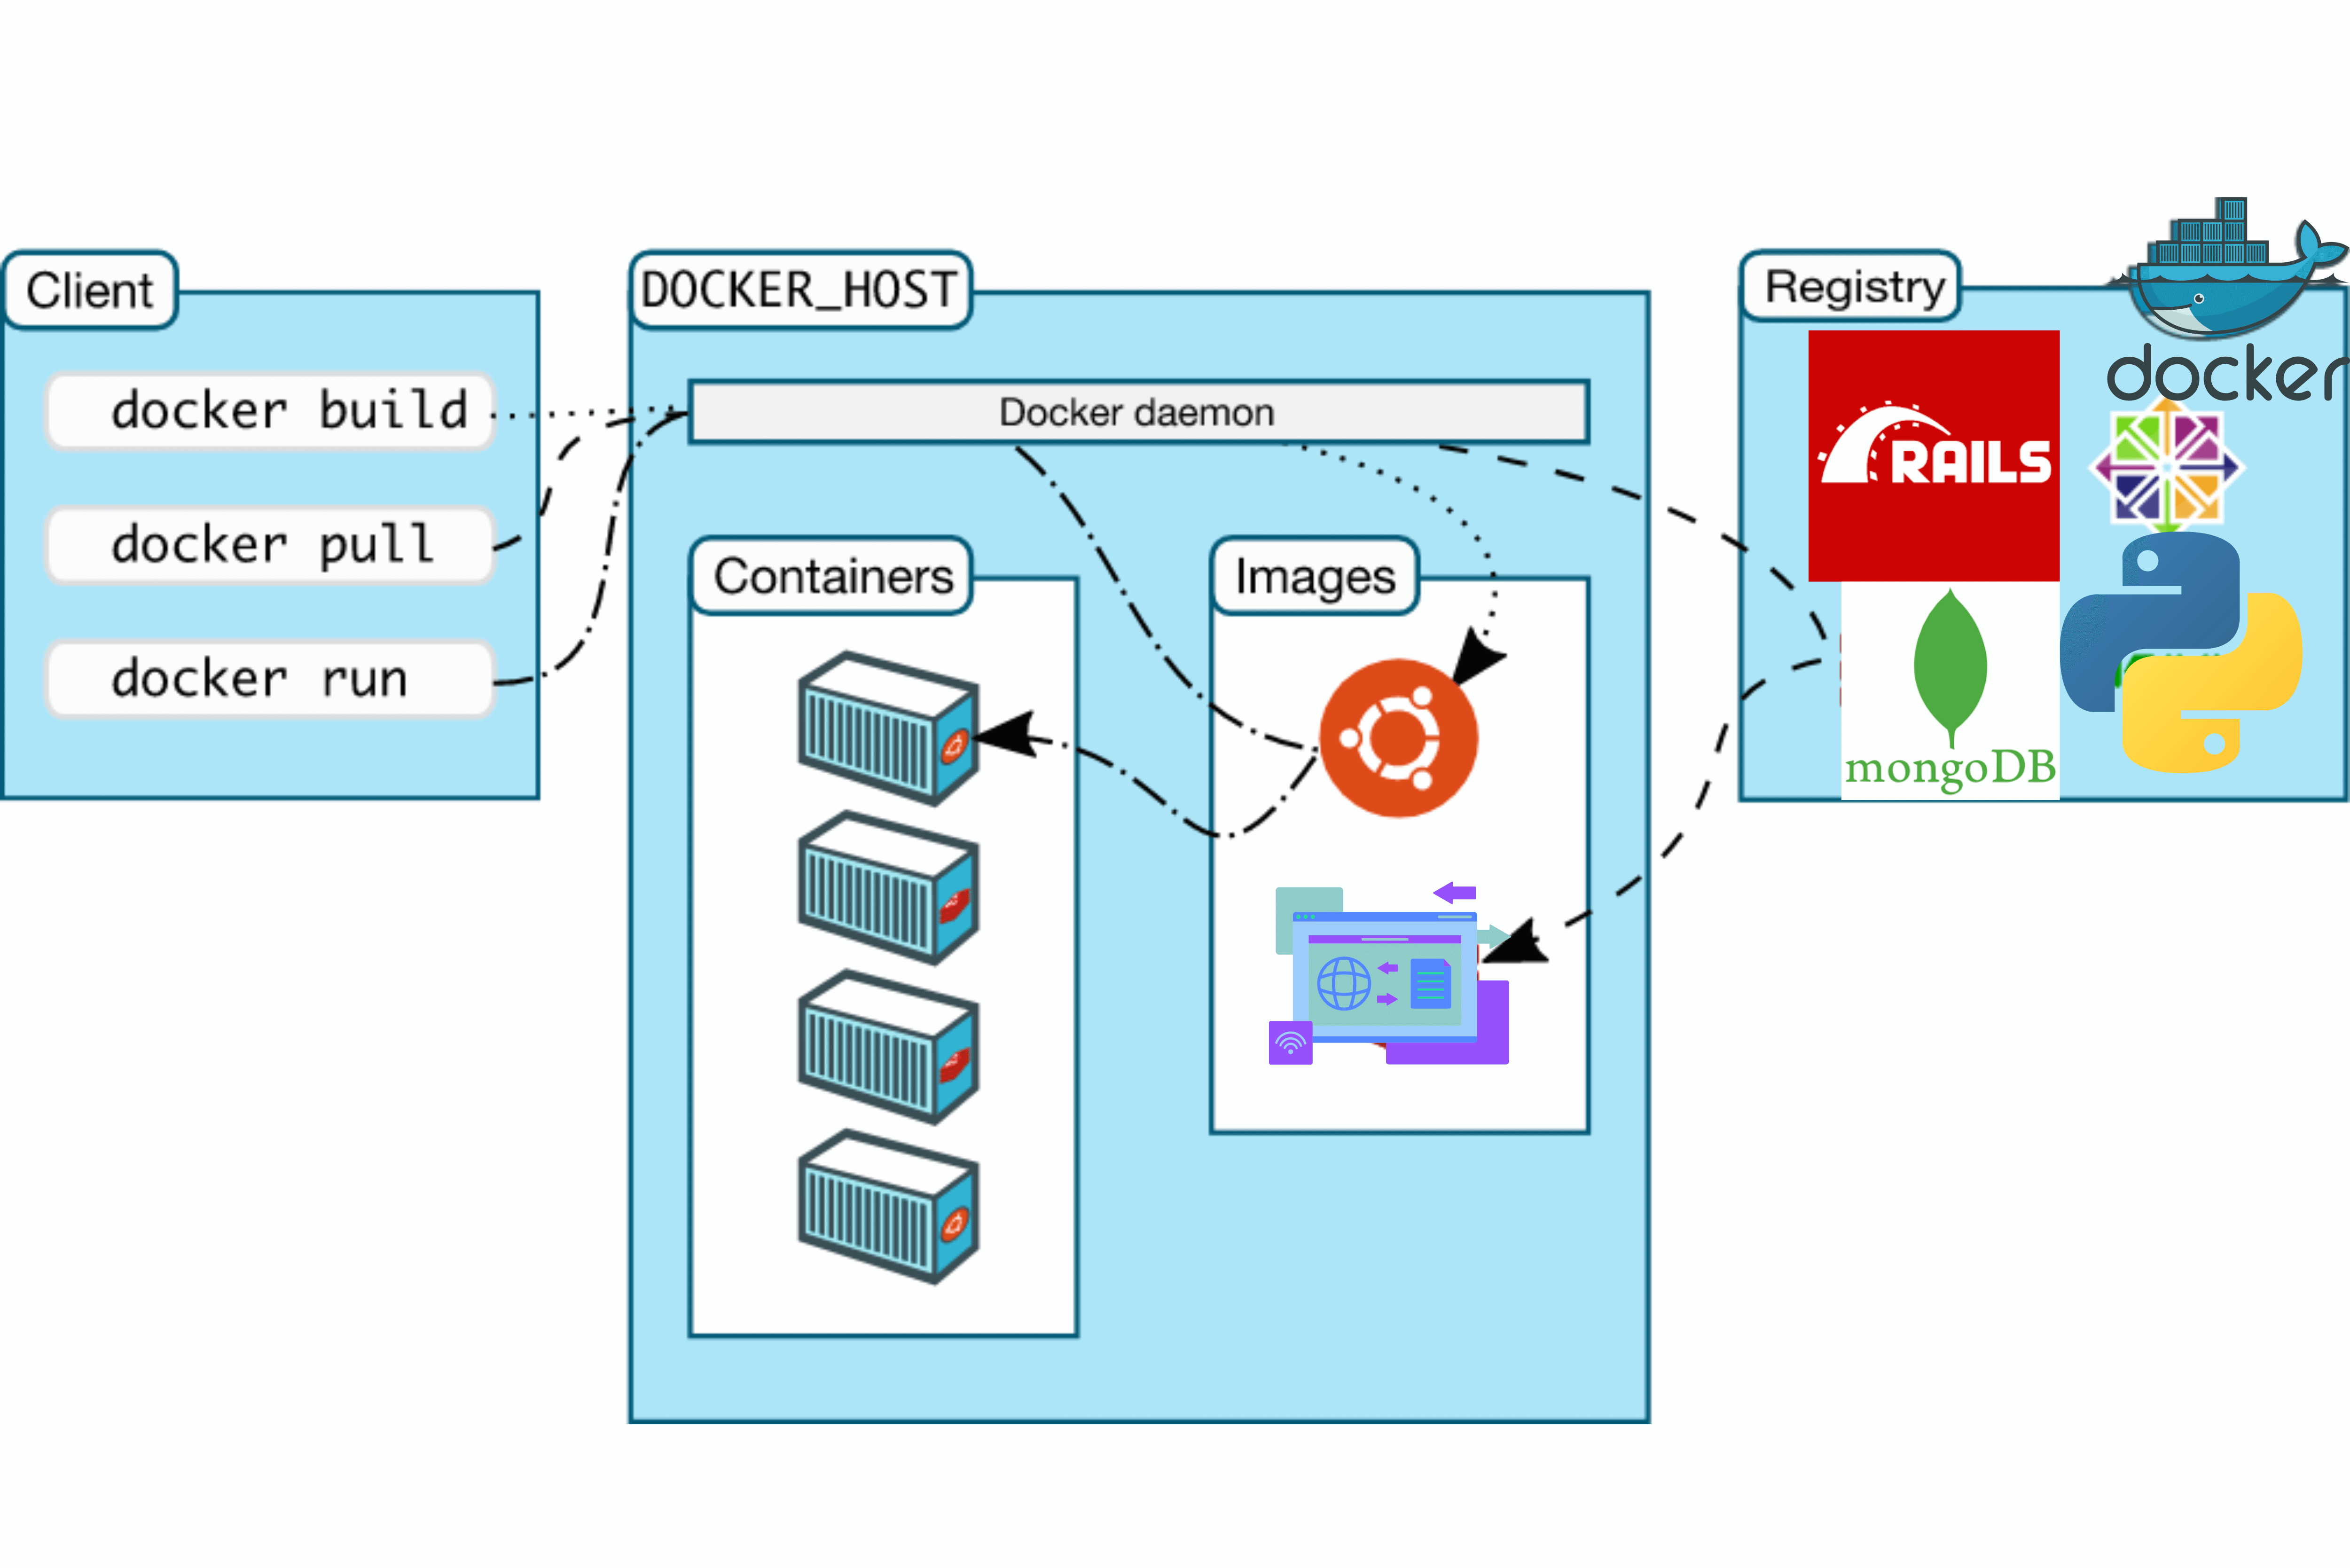 Client
docker build
docker pull
docker run
DOCKER_HOST
Docker daemon
Containers
Images
Registry
docker
RAILS
mongoDB